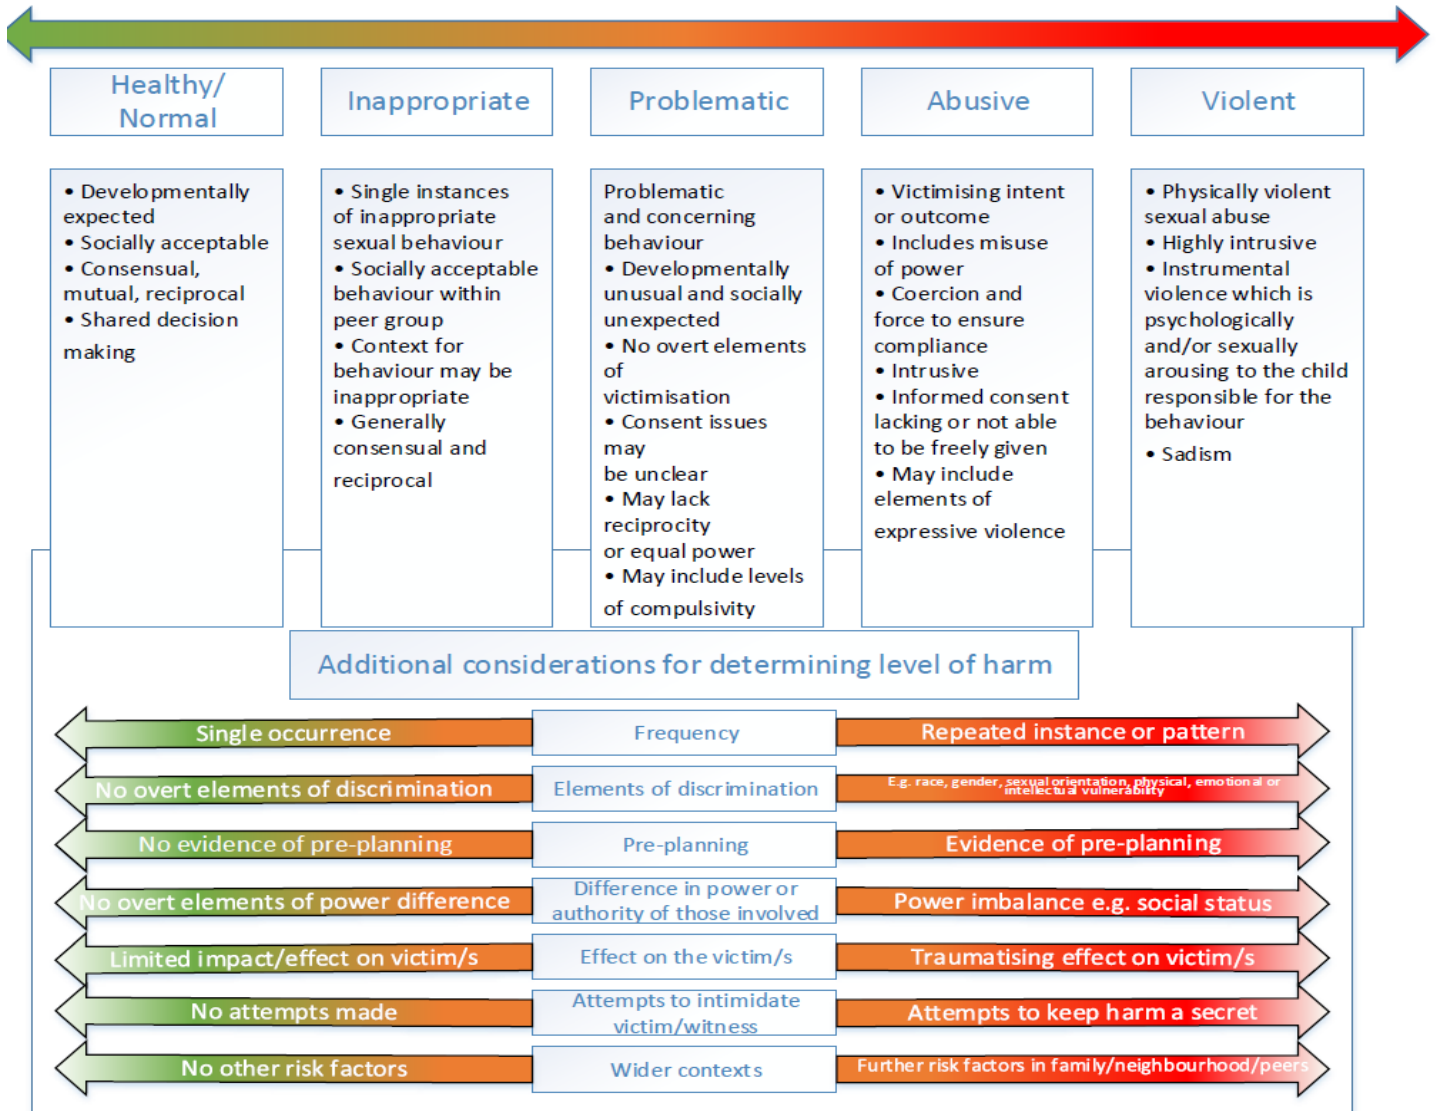 Healthy/
Normal
Inappropriate
Problematic
Abusive
Violent
• Developmentally
expected
• Socially acceptable
• Consensual,
mutual, reciprocal
• Shared decision
making
• Single instances
of inappropriate
sexual behaviour
• Socially acceptable
behaviour within
peer group
• Context for
behaviour may be
inappropriate
• Generally
consensual and
reciprocal
Problematic
and concerning
behaviour
• Developmentally
unusual and socially
unexpected
• No overt elements
of
victimisation
• Consent issues
may
be unclear
• May lack
reciprocity
or equal power
• May include levels
of compulsivity
• Victimising intent
or outcome
• Includes misuse
of power
• Coercion and
force to ensure
compliance
• Intrusive
• Informed consent
lacking or not able
to be freely given
• May include
elements of
expressive violence
• Physically violent
sexual abuse
• Highly intrusive
• Instrumental
violence which is
psychologically
and/or sexually
arousing to the child
responsible for the
behaviour
• Sadism
Additional considerations for determining level of harm
Single occurrence
Frequency
Repeated instance or pattern
No overt elements of discrimination
Elements of discrimination
E.g. race, gender, sexual orientation, physical, emotional or
intellectual vulnerability
No evidence of pre-planning
Pre-planning
Evidence of pre-planning
No overt elements of power difference
Difference in power or
authority of those involved
Power imbalance e.g. social status
Limited impact/effect on victim/s
Effect on the victim/s
Traumatising effect on victim/s
No attempts made
Attempts to intimidate
victim/witness
Attempts to keep harm a secret
No other risk factors
Wider contexts
Further risk factors in family/neighbourhood/peers